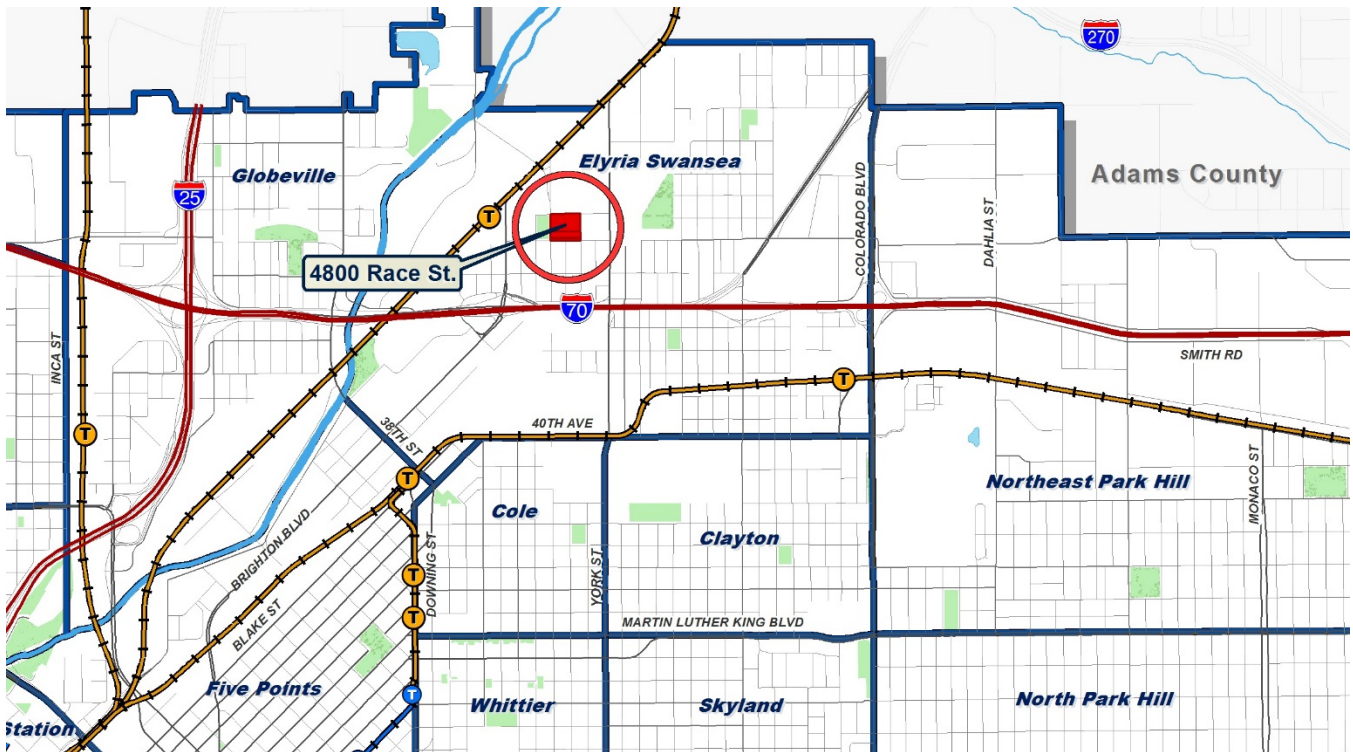 270
Elyria Swansea
Globeville
Adams County
25
T
COLORADO BLVD
DAHLIA ST
4800 Race St.
70
INCA ST
SMITH RD
T
T
38TH ST
40TH AVE
MONACO ST
T
Northeast Park Hill
Cole
BRIGHTON BLVD
Clayton
YORK ST
DOWNING ST
T
BLAKE ST
T
MARTIN LUTHER KING BLVD
Five Points
T
Whittier
Skyland
North Park Hill
Station